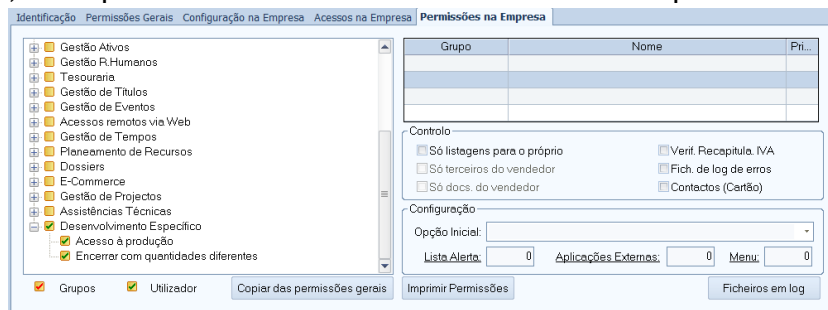 Identificação Permissões Gerais Configuração na Empresa Acessos na Empresa Permissões na Empresa
Gestão Ativos
Gestão R.Humanos
Tesouraria
Gestão de Títulos
Gestão de Eventos
Acessos remotos via Web
Gestão de Tempos
Planeamento de Recursos
Dossiers
E-Commerce
Gestão de Projectos
Assistências Técnicas
Desenvolvimento Específico
Acesso à produção
Encerrar com quantidades diferentes
Grupos Utilizador Copiar das permissões gerais
Grupo Nome Pri...
Controlo
Só listagens para o próprio Verif. Recapitula. IVA
Só terceiros do vendedor Fich. de log de erros
Só docs. do vendedor Contactos (Cartão)
Configuração
Opção Inicial:
Lista Alerta: 0 Aplicações Externas: 0 Menu: 0
Imprimir Permissões Ficheiros em log